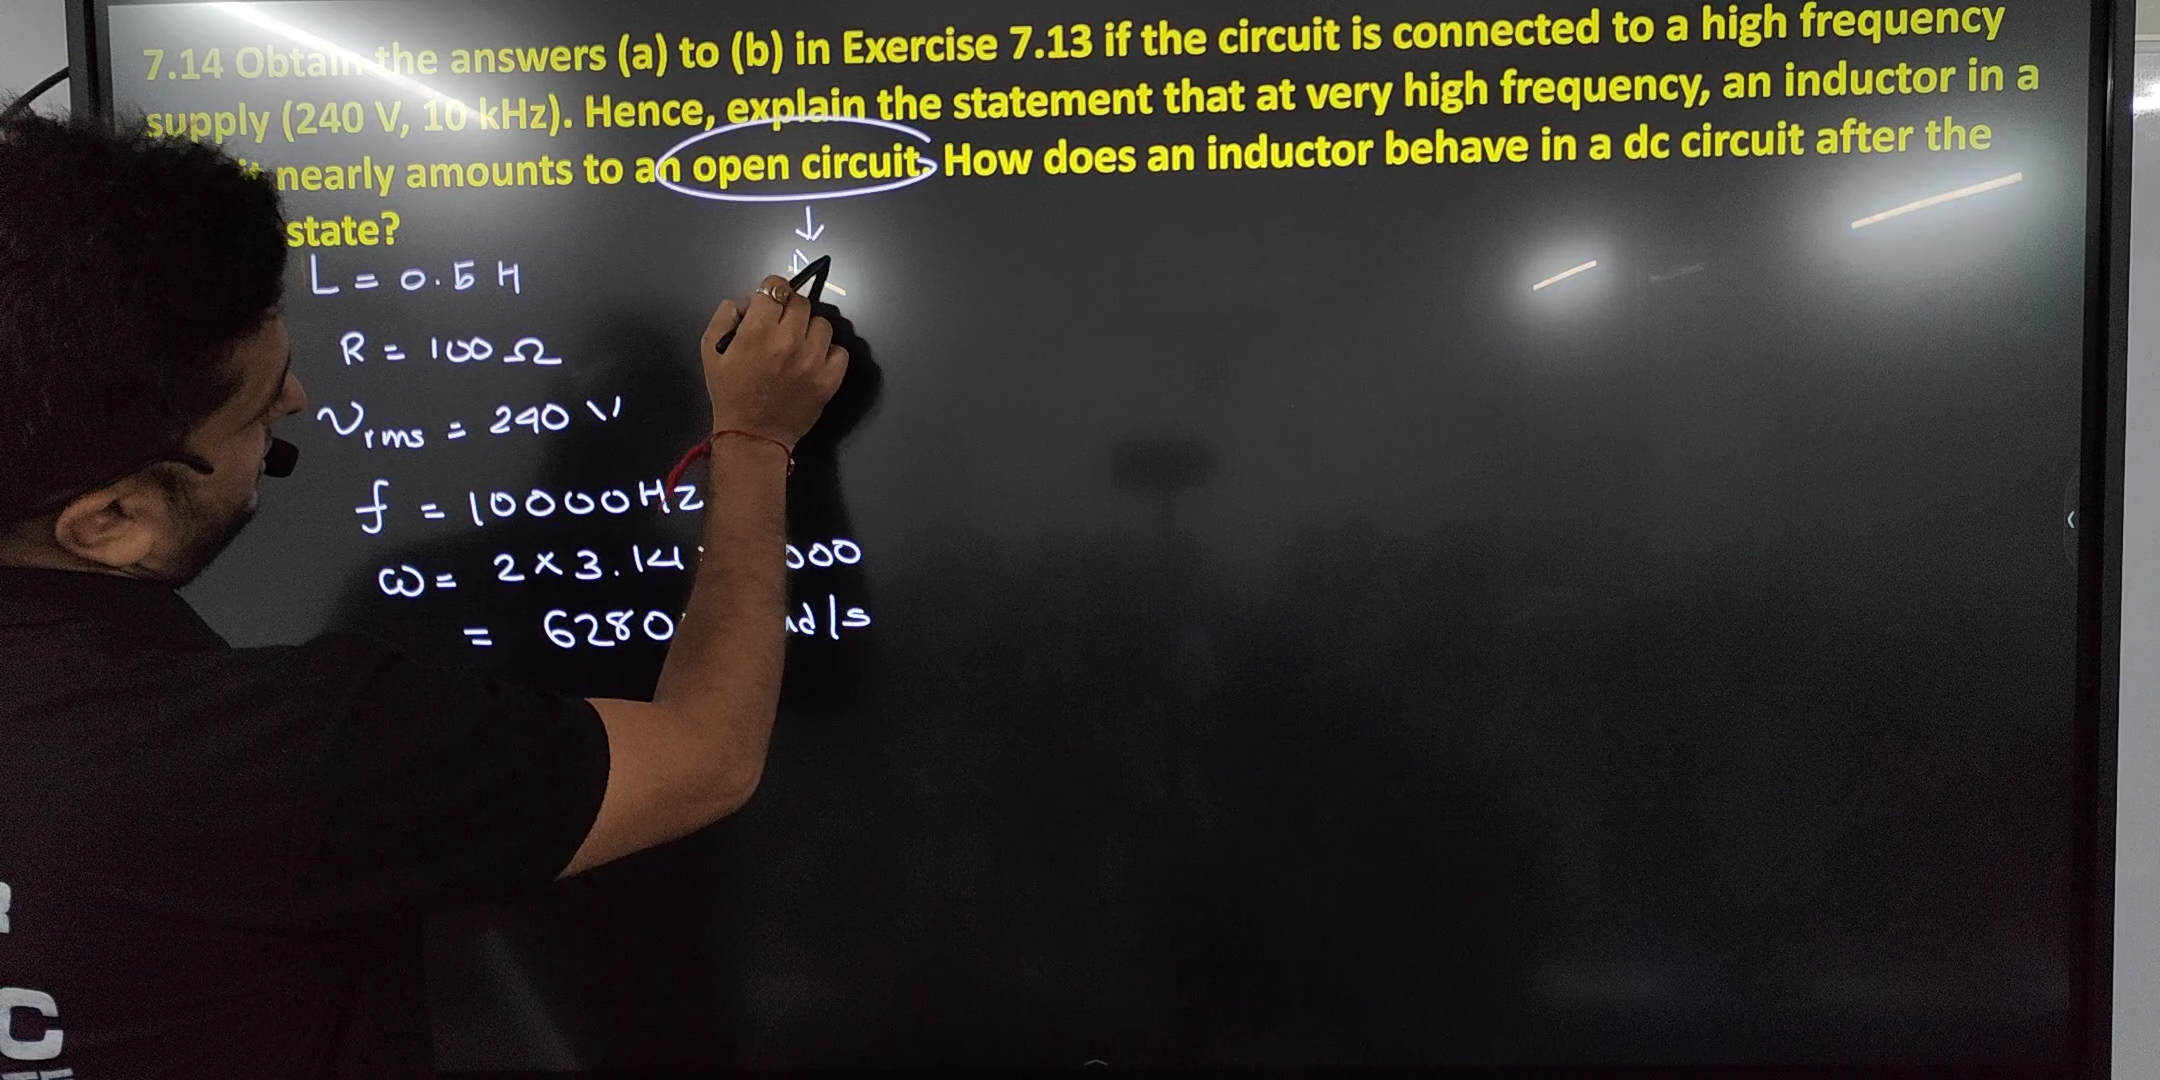 7.14 Obtain the answers (a) to (b) in Exercise 7.13 if the circuit is connected to a high frequency
supply (240 V, 10 kHz). Hence, explain the statement that at very high frequency, an inductor in a
nearly amounts to an open circuit. How does an inductor behave in a dc circuit after the
state?
L = 0.5 H
R = 100 Ω
Vrms = 240 V
f = 10000Hz
ω = 2 × 3.14 000
= 6280 d/s
C